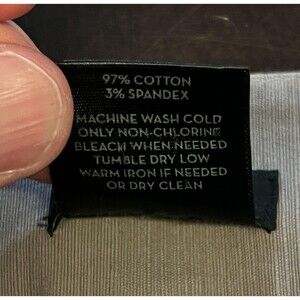 97% COTTON
3% SPANDEX
MACHINE WASH COLD
ONLY NON-CHLORINE
BLEACH WHEN NEEDED
TUMBLE DRY LOW
WARM IRON IF NEEDED
OR DRY CLEAN